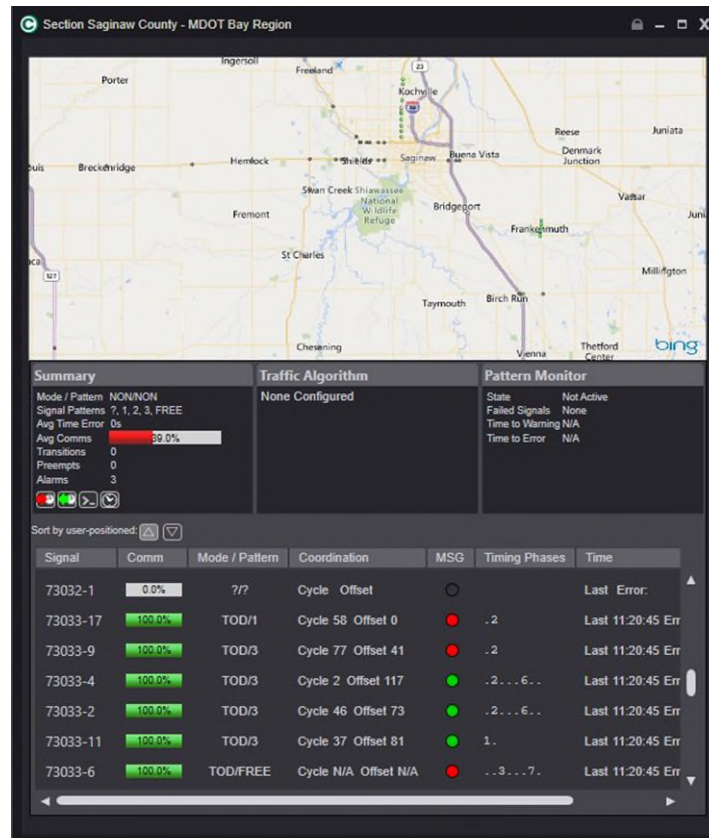 Section Saginaw County - MDOT Bay Region
Ingersoll
Porter
Freeland
23
Kochville
Reese
Juniata
Breckenridge
Hemlock
Shields
Saginaw
Buena Vista
Denmark
Junction
Swan Creek
Shiawassee
National
Wildlife
Refuge
Fremont
Bridgeport
Vassar
Frankenmuth
St Charles
127
Millington
Taymouth
Birch Run
Chesaning
Vienna
Thetford
Center
bing
Summary
Mode / Pattern NON/NON
Signal Patterns ?, 1, 2, 3, FREE
Avg Time Error 0s
Avg Comms 39.0%
Transitions 0
Preempts 0
Alarms 3
Traffic Algorithm
None Configured
Pattern Monitor
State Not Active
Failed Signals None
Time to Warning N/A
Time to Error N/A
Sort by user-positioned:
Signal Comm Mode / Pattern Coordination MSG Timing Phases Time
73032-1 0.0% ?/? Cycle Offset Last Error:
73033-17 100.0% TOD/1 Cycle 58 Offset 0 .2 Last 11:20:45 Err
73033-9 100.0% TOD/3 Cycle 77 Offset 41 .2 Last 11:20:45 Err
73033-4 100.0% TOD/3 Cycle 2 Offset 117 .2...6.. Last 11:20:45 Err
73033-2 100.0% TOD/3 Cycle 46 Offset 73 .2...6.. Last 11:20:45 Err
73033-11 100.0% TOD/3 Cycle 37 Offset 81 1. Last 11:20:45 Err
73033-6 100.0% TOD/FREE Cycle N/A Offset N/A ..3...7. Last 11:20:45 Err